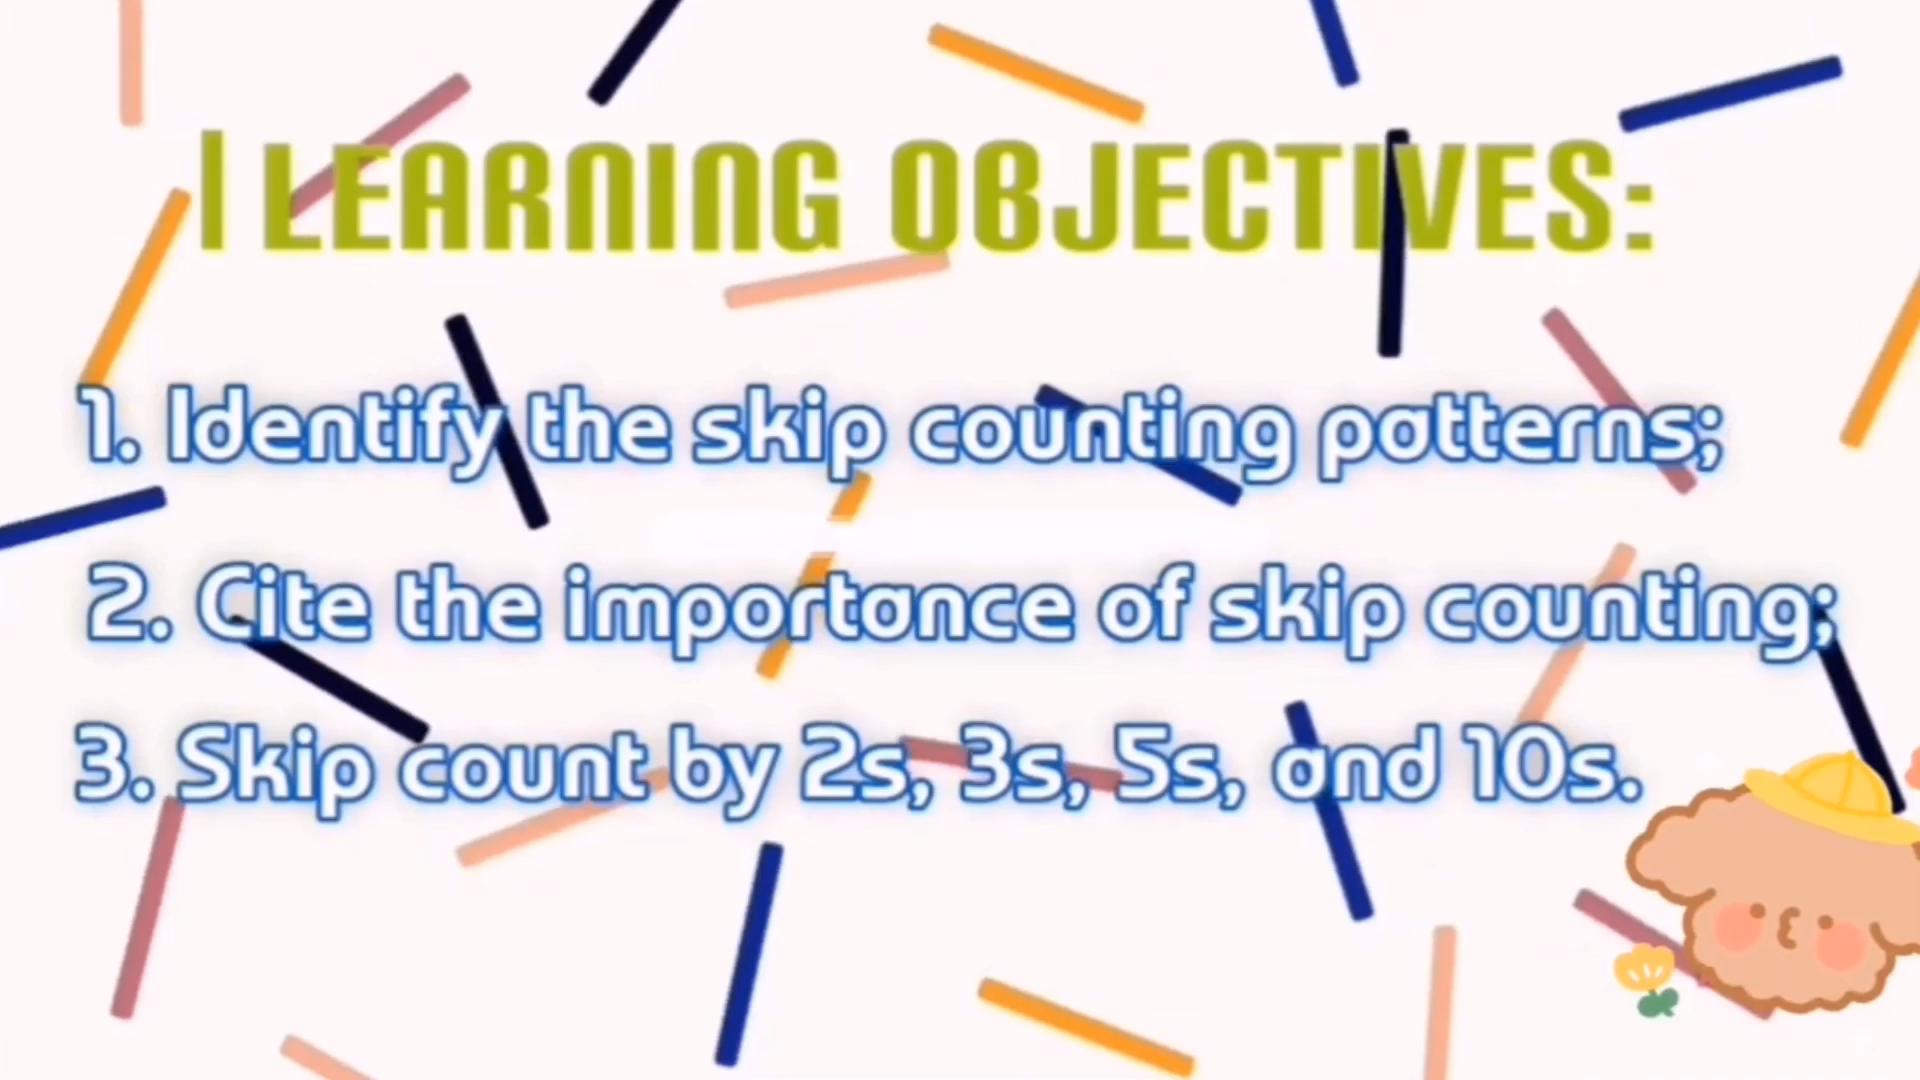 I LEARNING OBJECTIVES:
1. Identify the skip counting patterns;
2. Cite the importance of skip counting;
3. Skip count by 2s, 3s, 5s, and 10s.